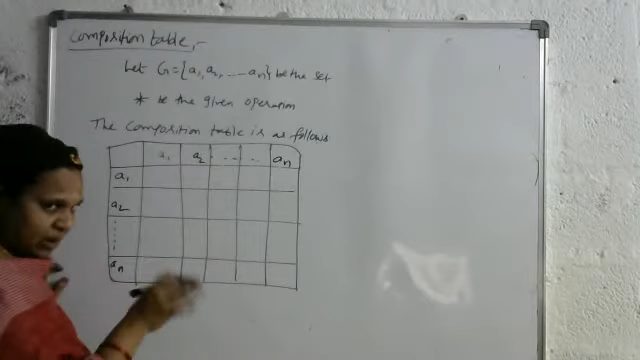 Composition table,-
Let G={a1,a2, ---- an} be the set
* be the given operation
The composition table is as follows
a1 a2 -- .. an
a1
a2
an